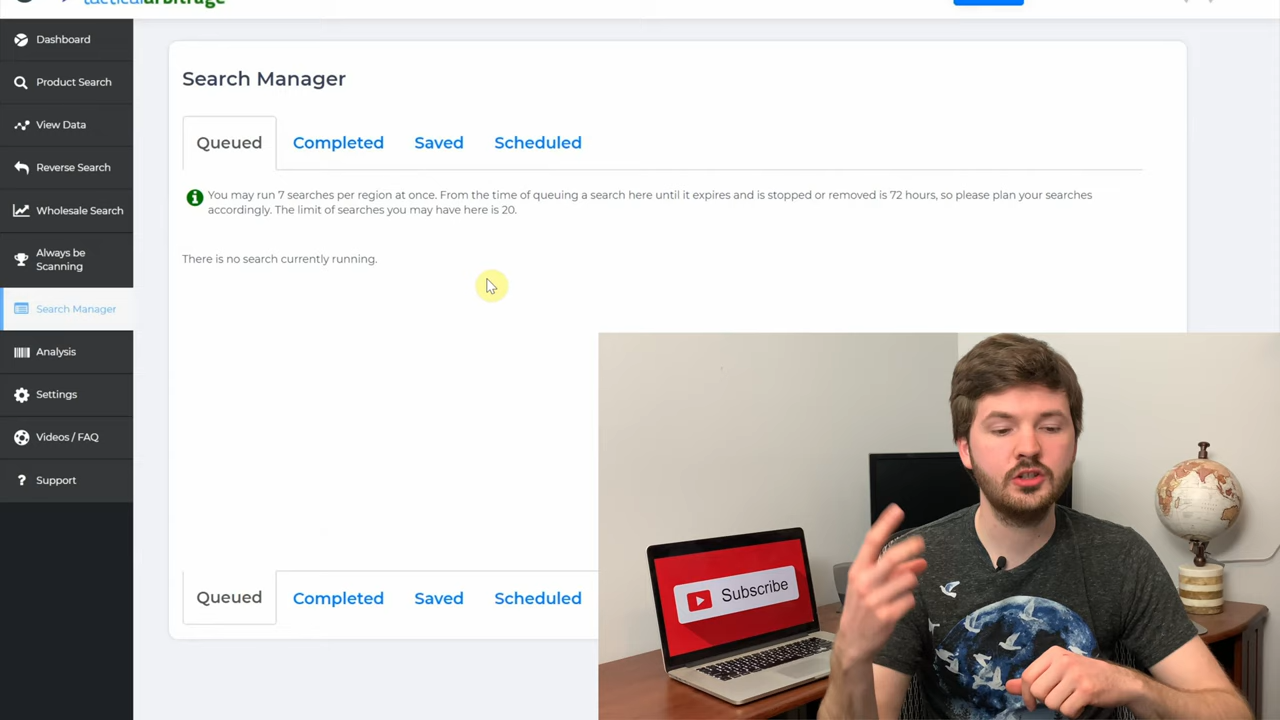 tacticalarbitrage
Dashboard
Product Search
View Data
Reverse Search
Wholesale Search
Always be
Scanning
Search Manager
Analysis
Settings
Videos / FAQ
Support
Search Manager
Queued Completed Saved Scheduled
You may run 7 searches per region at once. From the time of queuing a search here until it expires and is stopped or removed is 72 hours, so please plan your searches
accordingly. The limit of searches you may have here is 20.
There is no search currently running.
Queued Completed Saved Scheduled
Subscribe